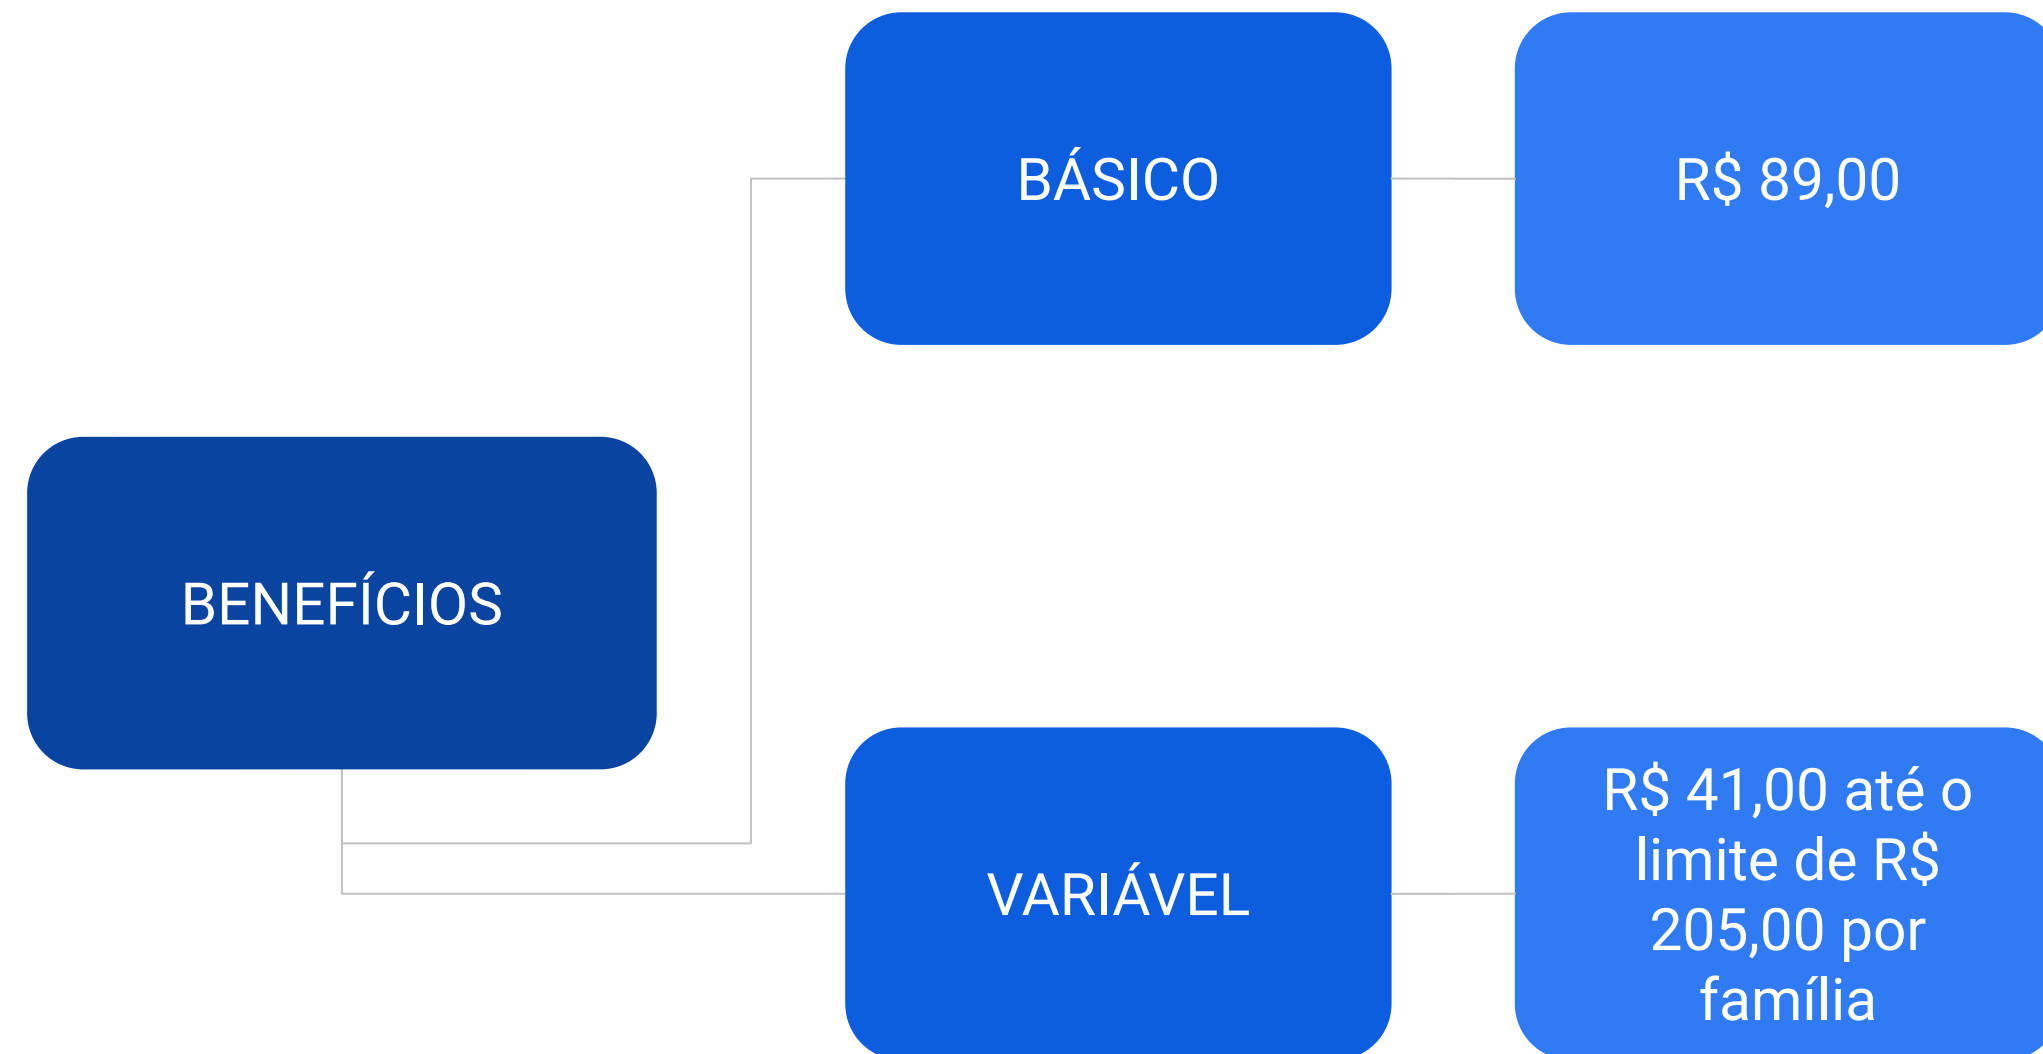 BÁSICO
R$ 89,00
BENEFÍCIOS
VARIÁVEL
R$ 41,00 até o
limite de R$
205,00 por
família